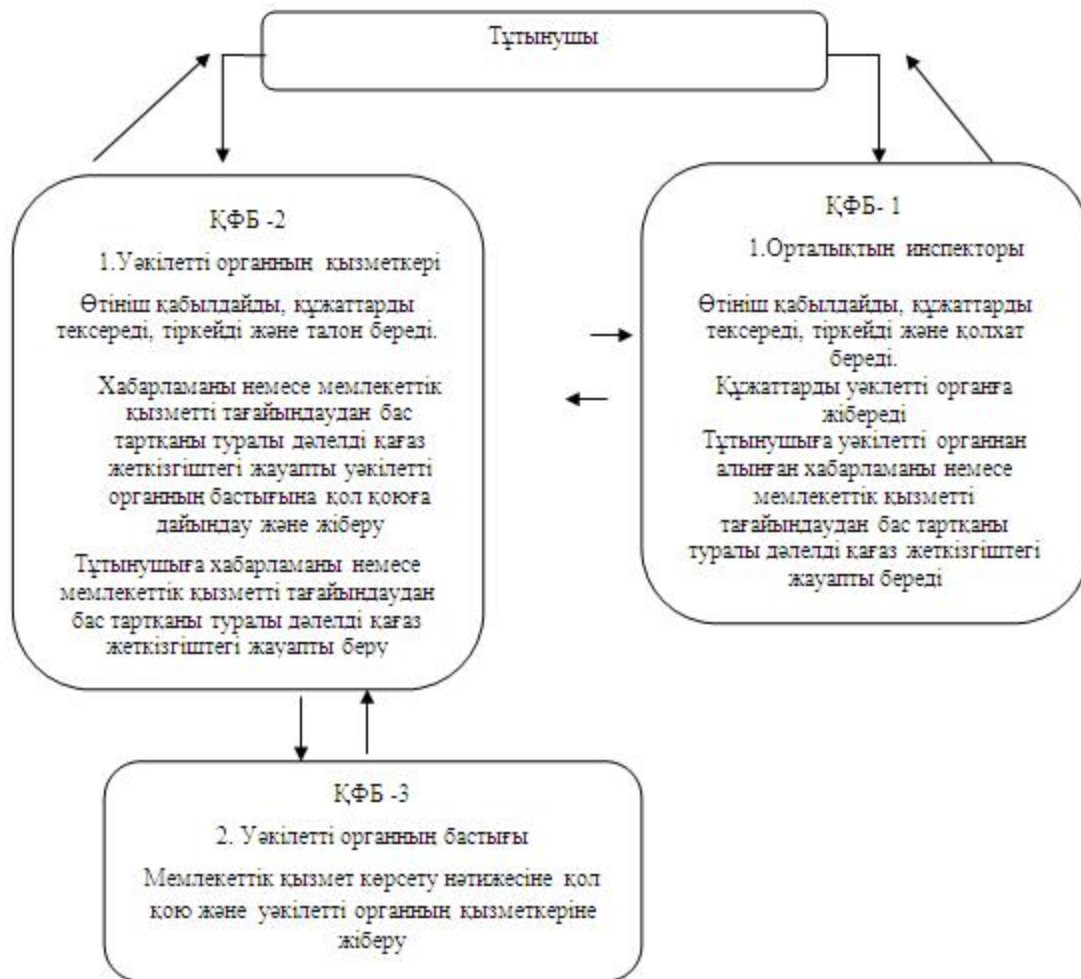 Тұтынушы
ҚФБ -2
1.Уәкілетті органның қызметкері
Өтініш қабылдайды, құжаттарды
тексереді, тіркейді және талон береді.
Хабарламаны немесе мемлекеттік
қызметті тағайындаудан бас
тартқаны туралы дәлелді қағаз
жеткізгіштегі жауапты уәкілетті
органның бастығына қол қоюға
дайындау және жіберу
Тұтынушыға хабарламаны немесе
мемлекеттік қызметті тағайындаудан
бас тартқаны туралы дәлелді қағаз
жеткізгіштегі жауапты беру
ҚФБ- 1
1.Орталықтың инспекторы
Өтініш қабылдайды, құжаттарды
тексереді, тіркейді және қолхат
береді.
Құжаттарды уәклетті органға
жібереді
Тұтынушыға уәкілетті органнан
алынған хабарламаны немесе
мемлекеттік қызметті
тағайындаудан бас тартқаны
туралы дәлелді қағаз жеткізгіштегі
жауапты береді
ҚФБ -3
2. Уәкілетті органның бастығы
Мемлекеттік қызмет көрсету нәтижесіне қол
қою және уәкілетті органның қызметкеріне
жіберу